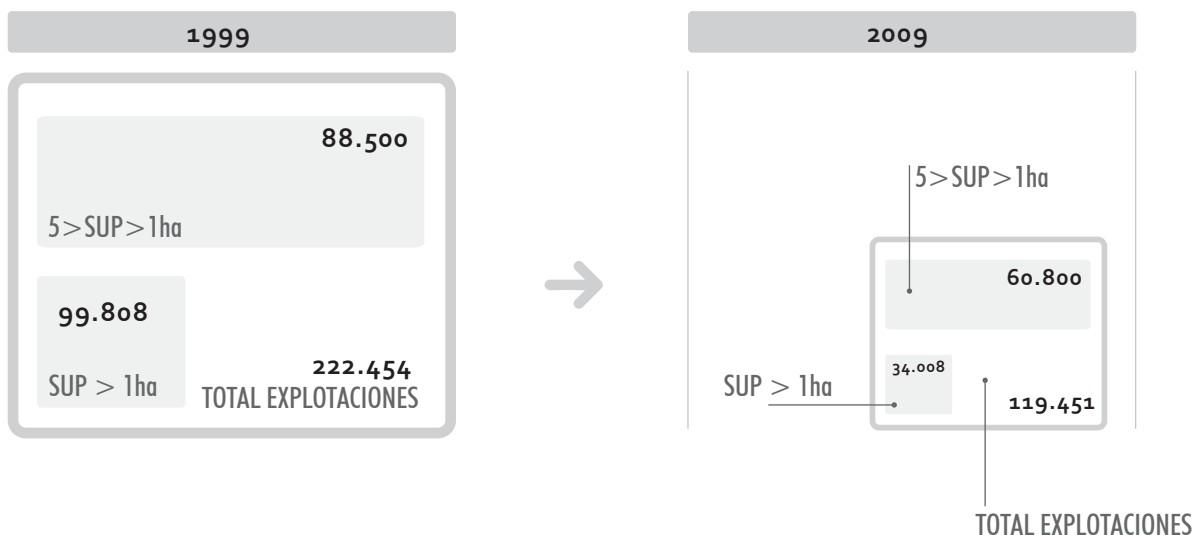 1999
88.500
5>SUP>1ha
99.808
SUP > 1ha
222.454
TOTAL EXPLOTACIONES
2009
5>SUP>1ha
60.800
34.008
SUP > 1ha
119.451
TOTAL EXPLOTACIONES